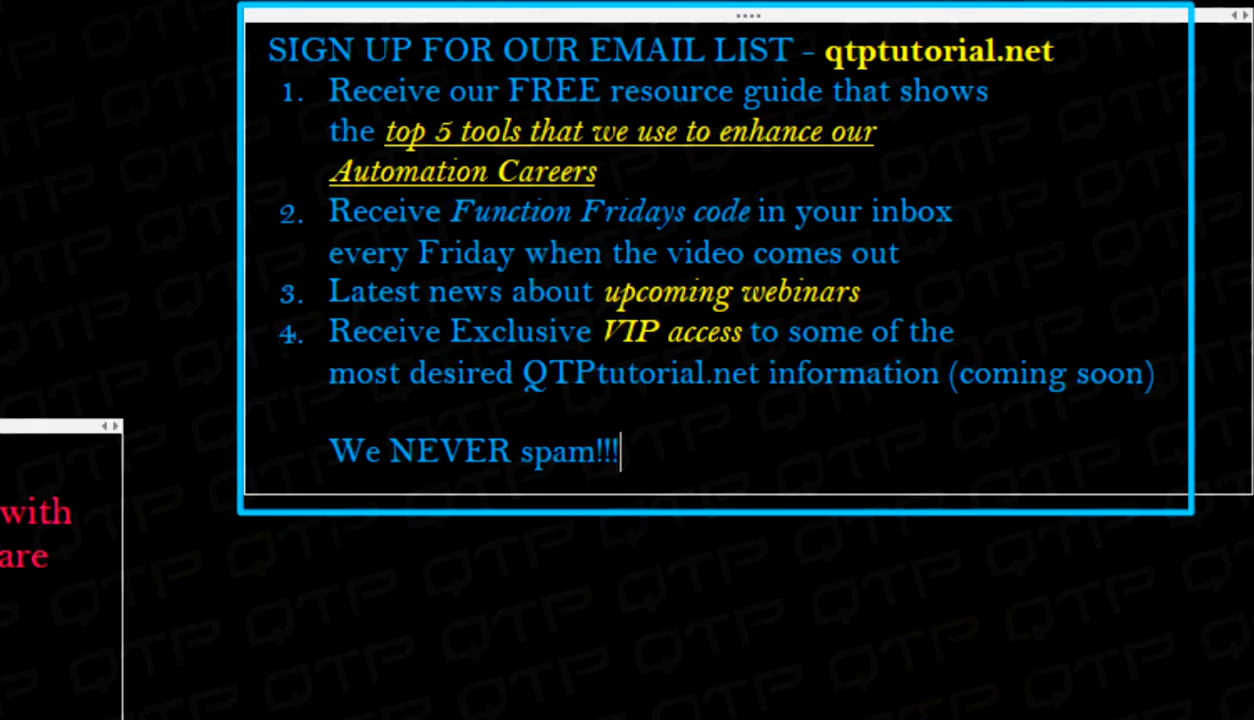 SIGN UP FOR OUR EMAIL LIST - qtptutorial.net
1. Receive our FREE resource guide that shows
the top 5 tools that we use to enhance our
Automation Careers
2. Receive Function Fridays code in your inbox
every Friday when the video comes out
3. Latest news about upcoming webinars
4. Receive Exclusive VIP access to some of the
most desired QTPtutorial.net information (coming soon)
We NEVER spam!!!
with
are